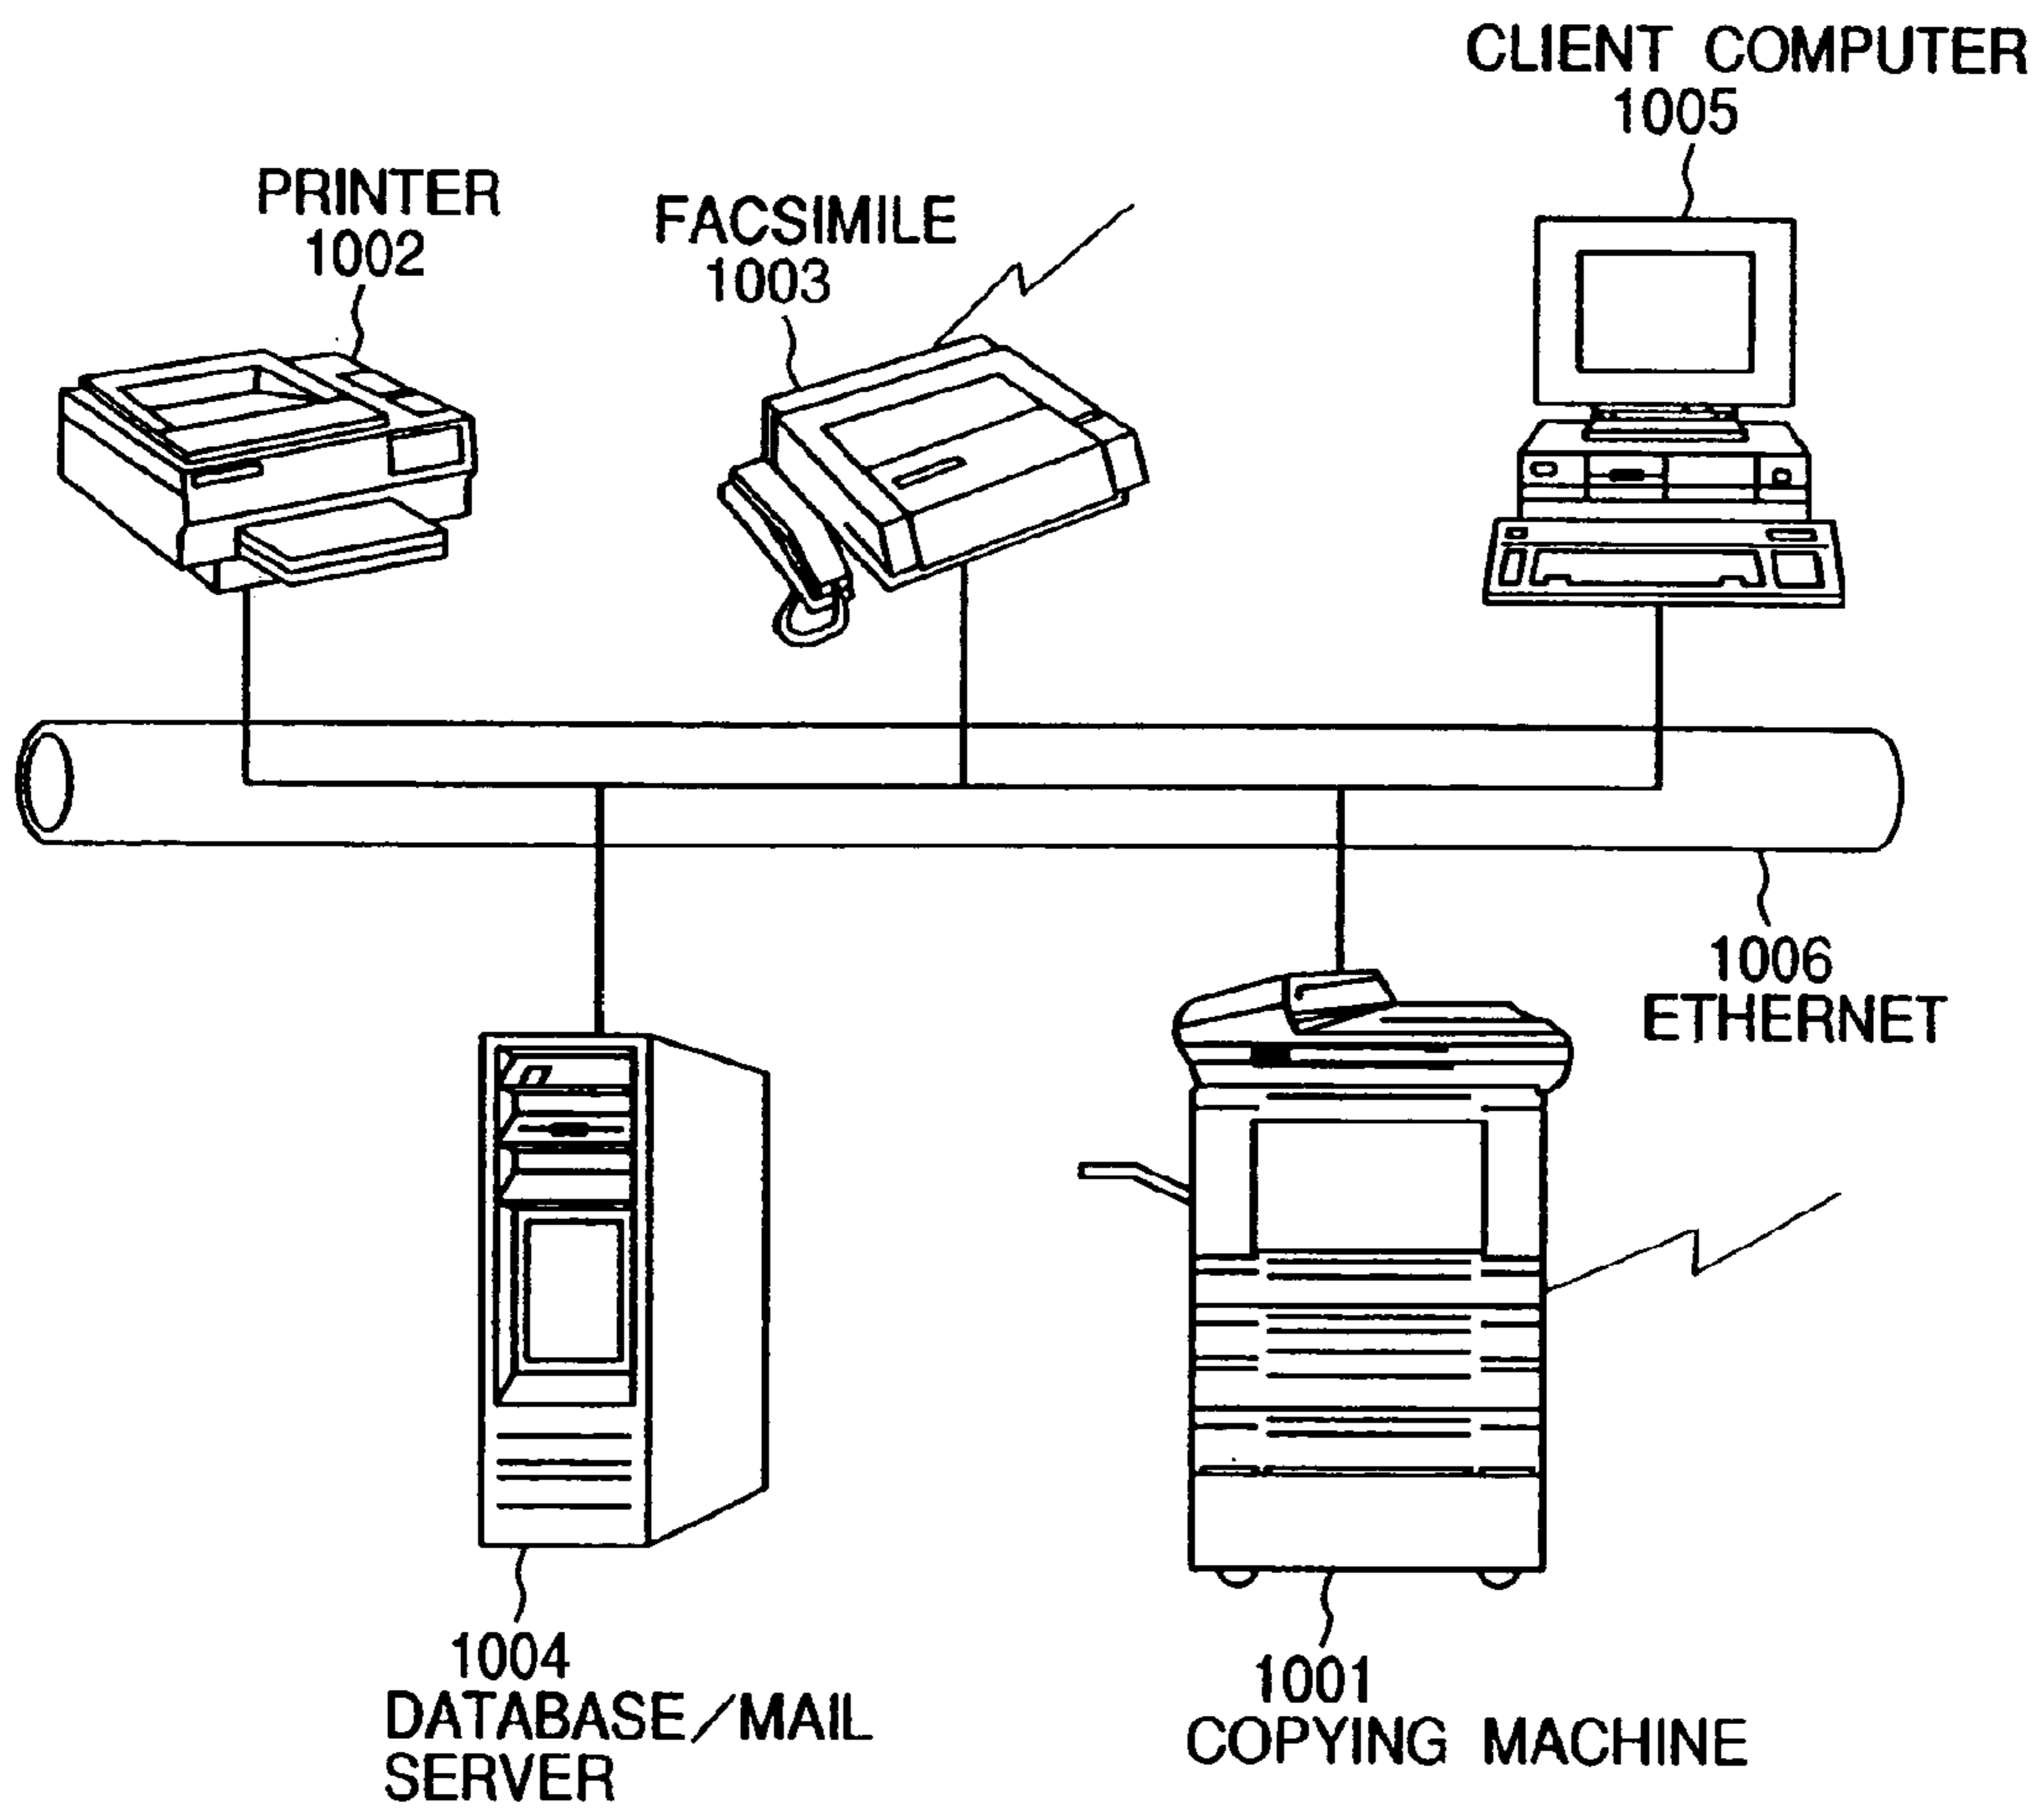 CLIENT COMPUTER
1005
PRINTER
1002
FACSIMILE
1003
1006
ETHERNET
1004
DATABASE/MAIL
SERVER
1001
COPYING MACHINE